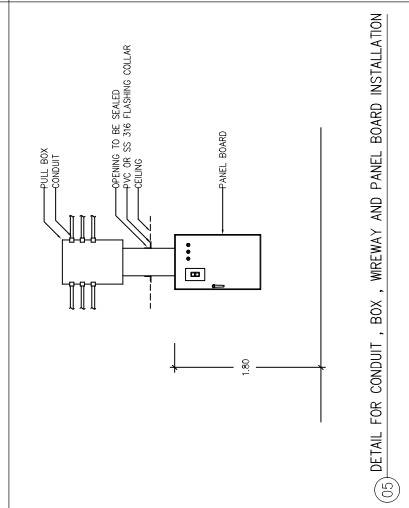 PULL BOX
CONDUIT
OPENING TO BE SEALED
PVC OR SS 316 FLASHING COLLAR
CEILING
PANEL BOARD
1.80
05 DETAIL FOR CONDUIT , BOX , WIREWAY AND PANEL BOARD INSTALLATION